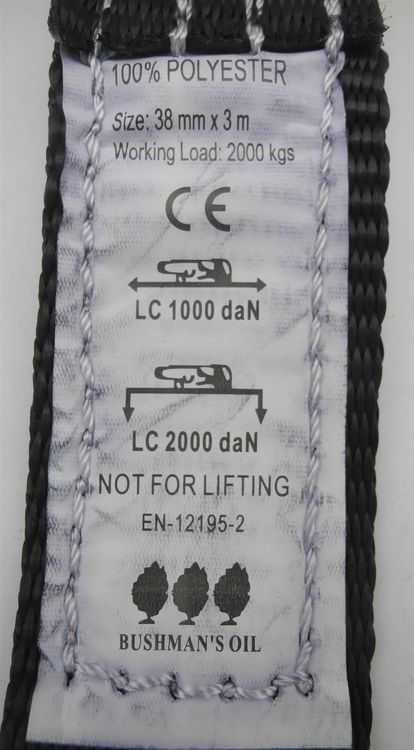 100% POLYESTER
Size: 38 mm x 3 m
Working Load: 2000 kgs
CE
LC 1000 daN
LC 2000 daN
NOT FOR LIFTING
EN-12195-2
BUSHMAN'S OIL